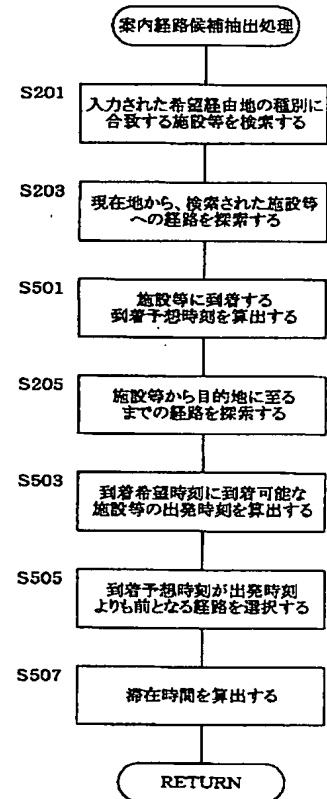 案内経路候補抽出処理
S201
入力された希望経由地の種別に
合致する施設等を検索する
S203
現在地から、検索された施設等
への経路を探索する
S501
施設等に到着する
到着予想時刻を算出する
S205
施設等から目的地に至る
までの経路を探索する
S503
到着希望時刻に到着可能な
施設等の出発時刻を算出する
S505
到着予想時刻が出発時刻
よりも前となる経路を選択する
S507
滞在時間を算出する
RETURN